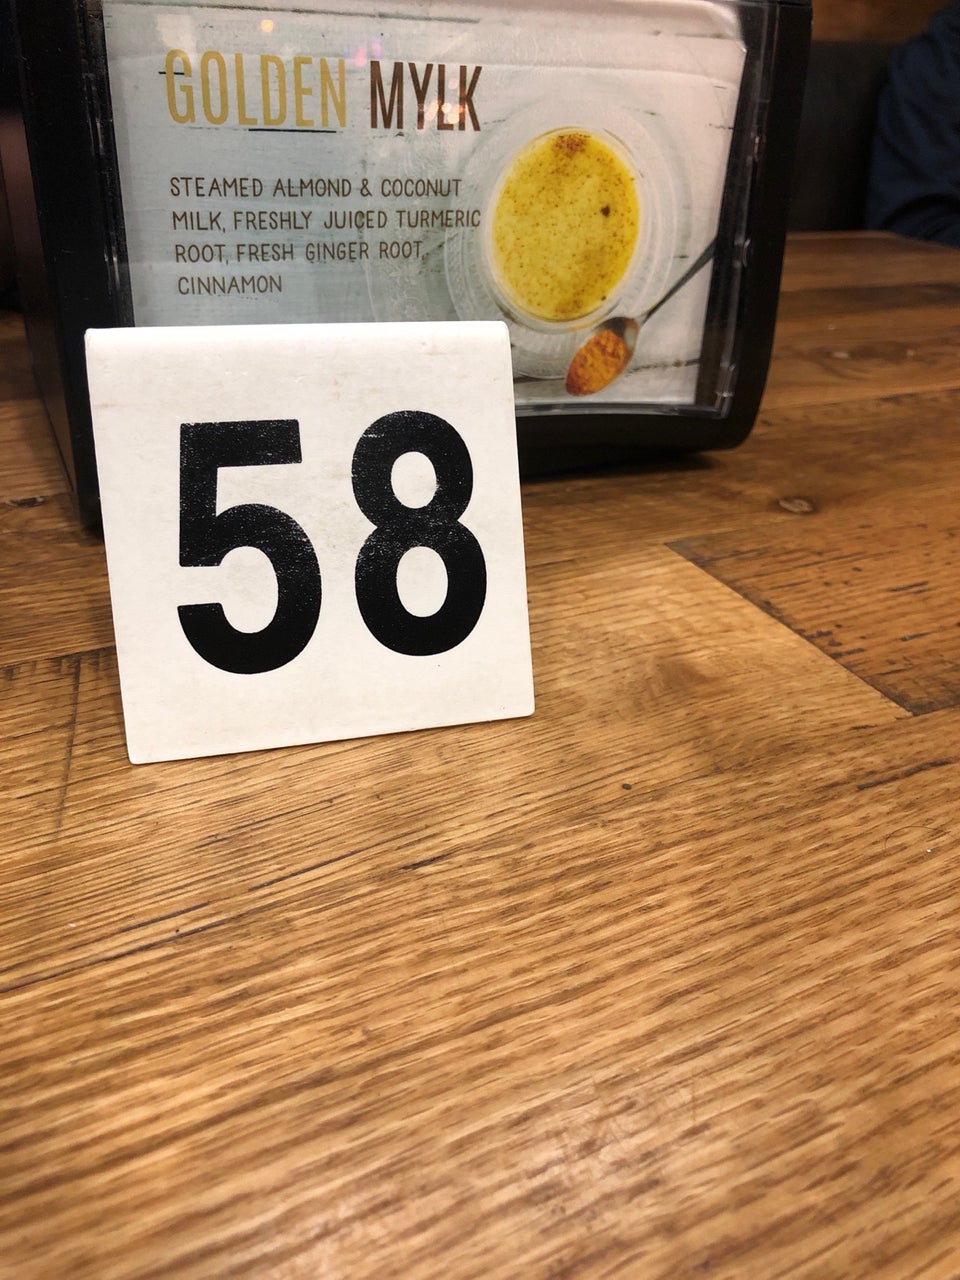 GOLDEN MYLK
STEAMED ALMOND & COCONUT
MILK, FRESHLY JUICED TURMERIC
ROOT, FRESH GINGER ROOT,
CINNAMON
58